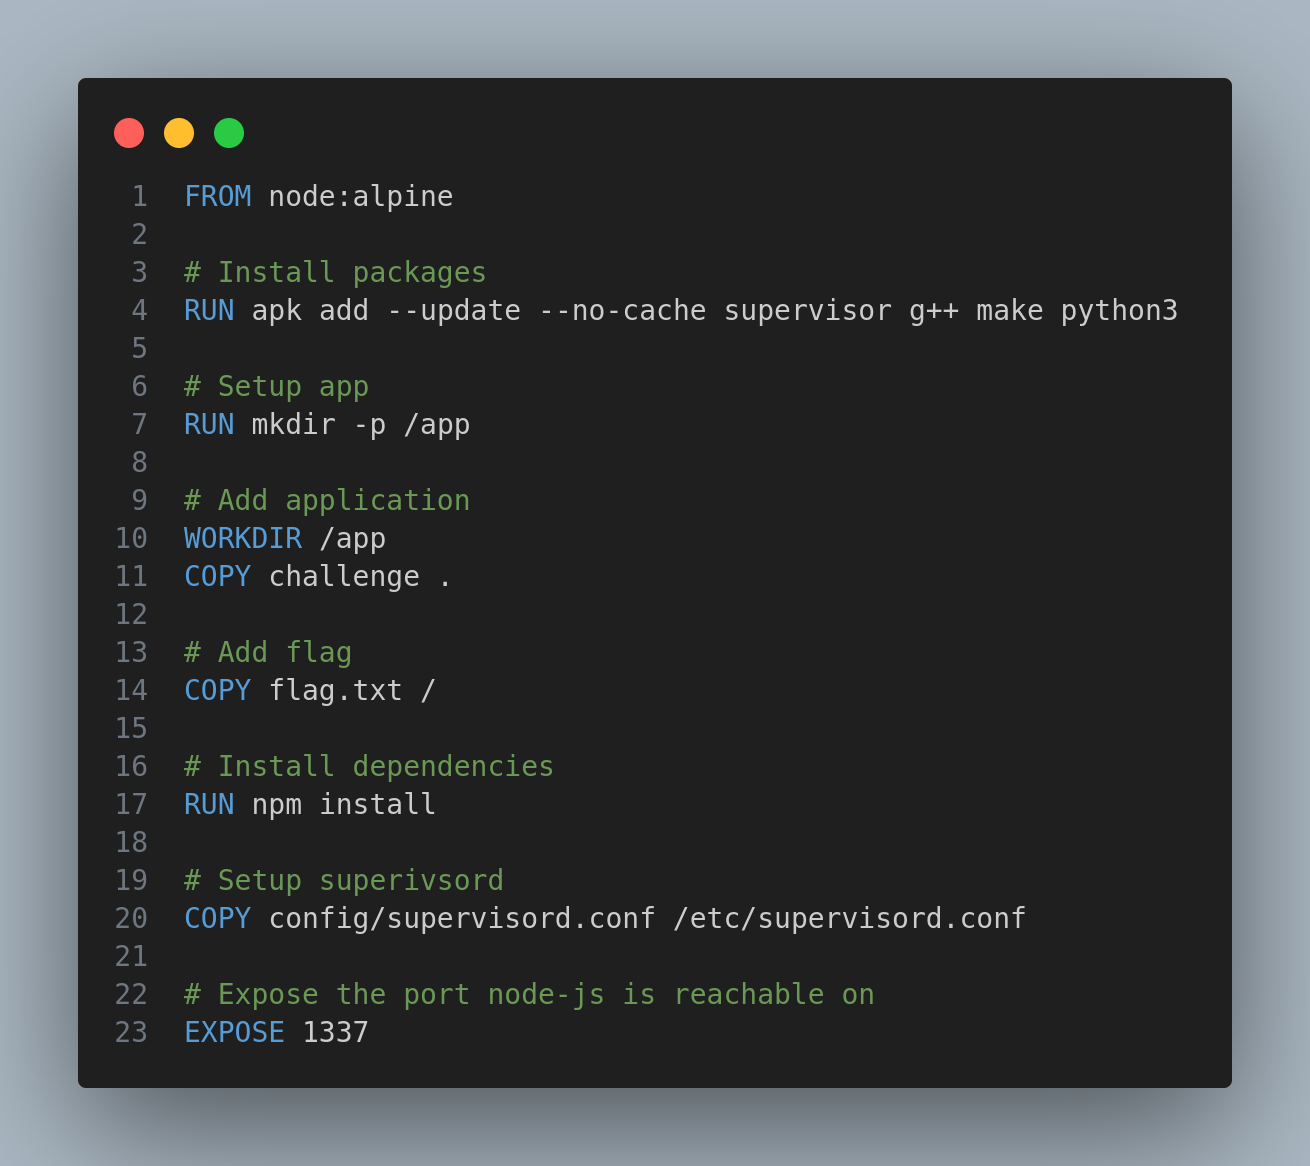 1 FROM node:alpine
2
3 # Install packages
4 RUN apk add --update --no-cache supervisor g++ make python3
5
6 # Setup app
7 RUN mkdir -p /app
8
9 # Add application
10 WORKDIR /app
11 COPY challenge .
12
13 # Add flag
14 COPY flag.txt /
15
16 # Install dependencies
17 RUN npm install
18
19 # Setup superivsord
20 COPY config/supervisord.conf /etc/supervisord.conf
21
22 # Expose the port node-js is reachable on
23 EXPOSE 1337